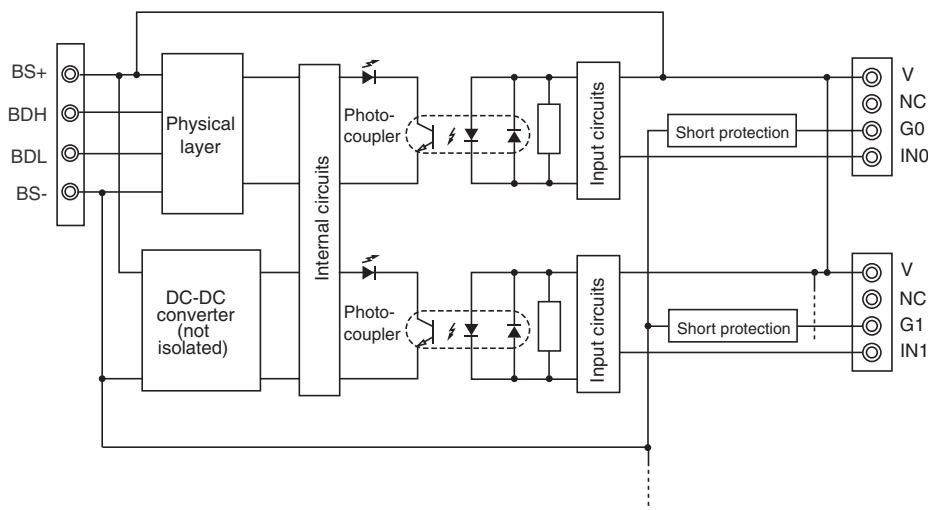 BS+
BDH
BDL
BS-
Physical
layer
DC-DC
converter
(not
isolated)
Internal circuits
Photo-
coupler
Photo-
coupler
Input circuits
Input circuits
Short protection
Short protection
V
NC
G0
IN0
V
NC
G1
IN1